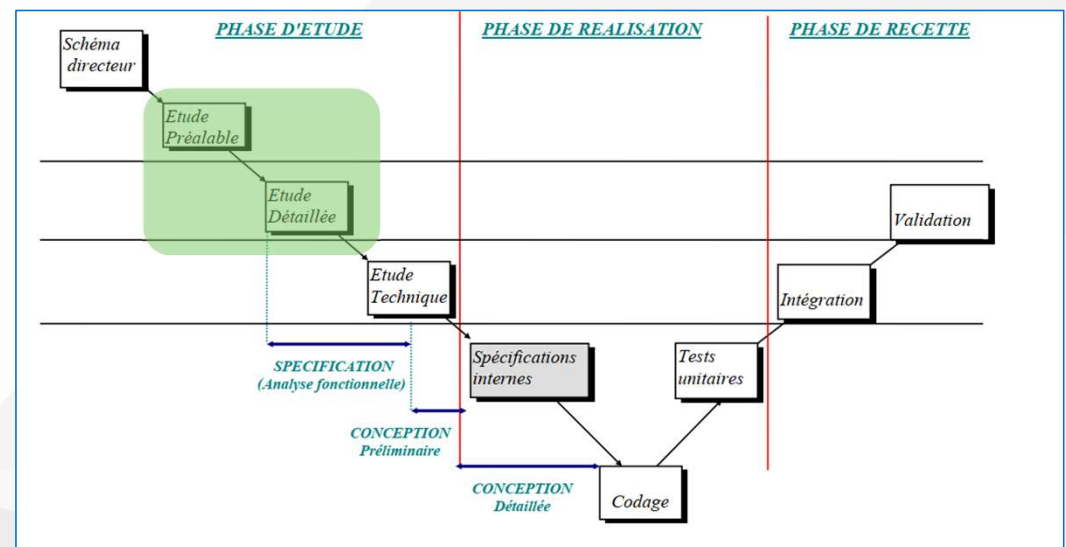 PHASE D'ETUDE
PHASE DE REALISATION
PHASE DE RECETTE
Schéma
directeur
Etude
Préalable
Etude
Détaillée
Etude
Technique
Validation
Intégration
Spécifications
internes
Tests
unitaires
Codage
SPECIFICATION
(Analyse fonctionnelle)
CONCEPTION
Préliminaire
CONCEPTION
Détaillée